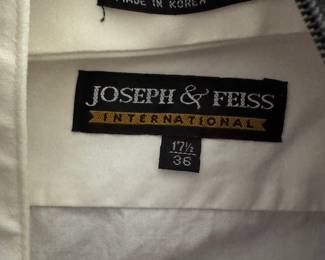 MADE IN KOREA
JOSEPH & FEISS
INTERNATIONAL
17½
36